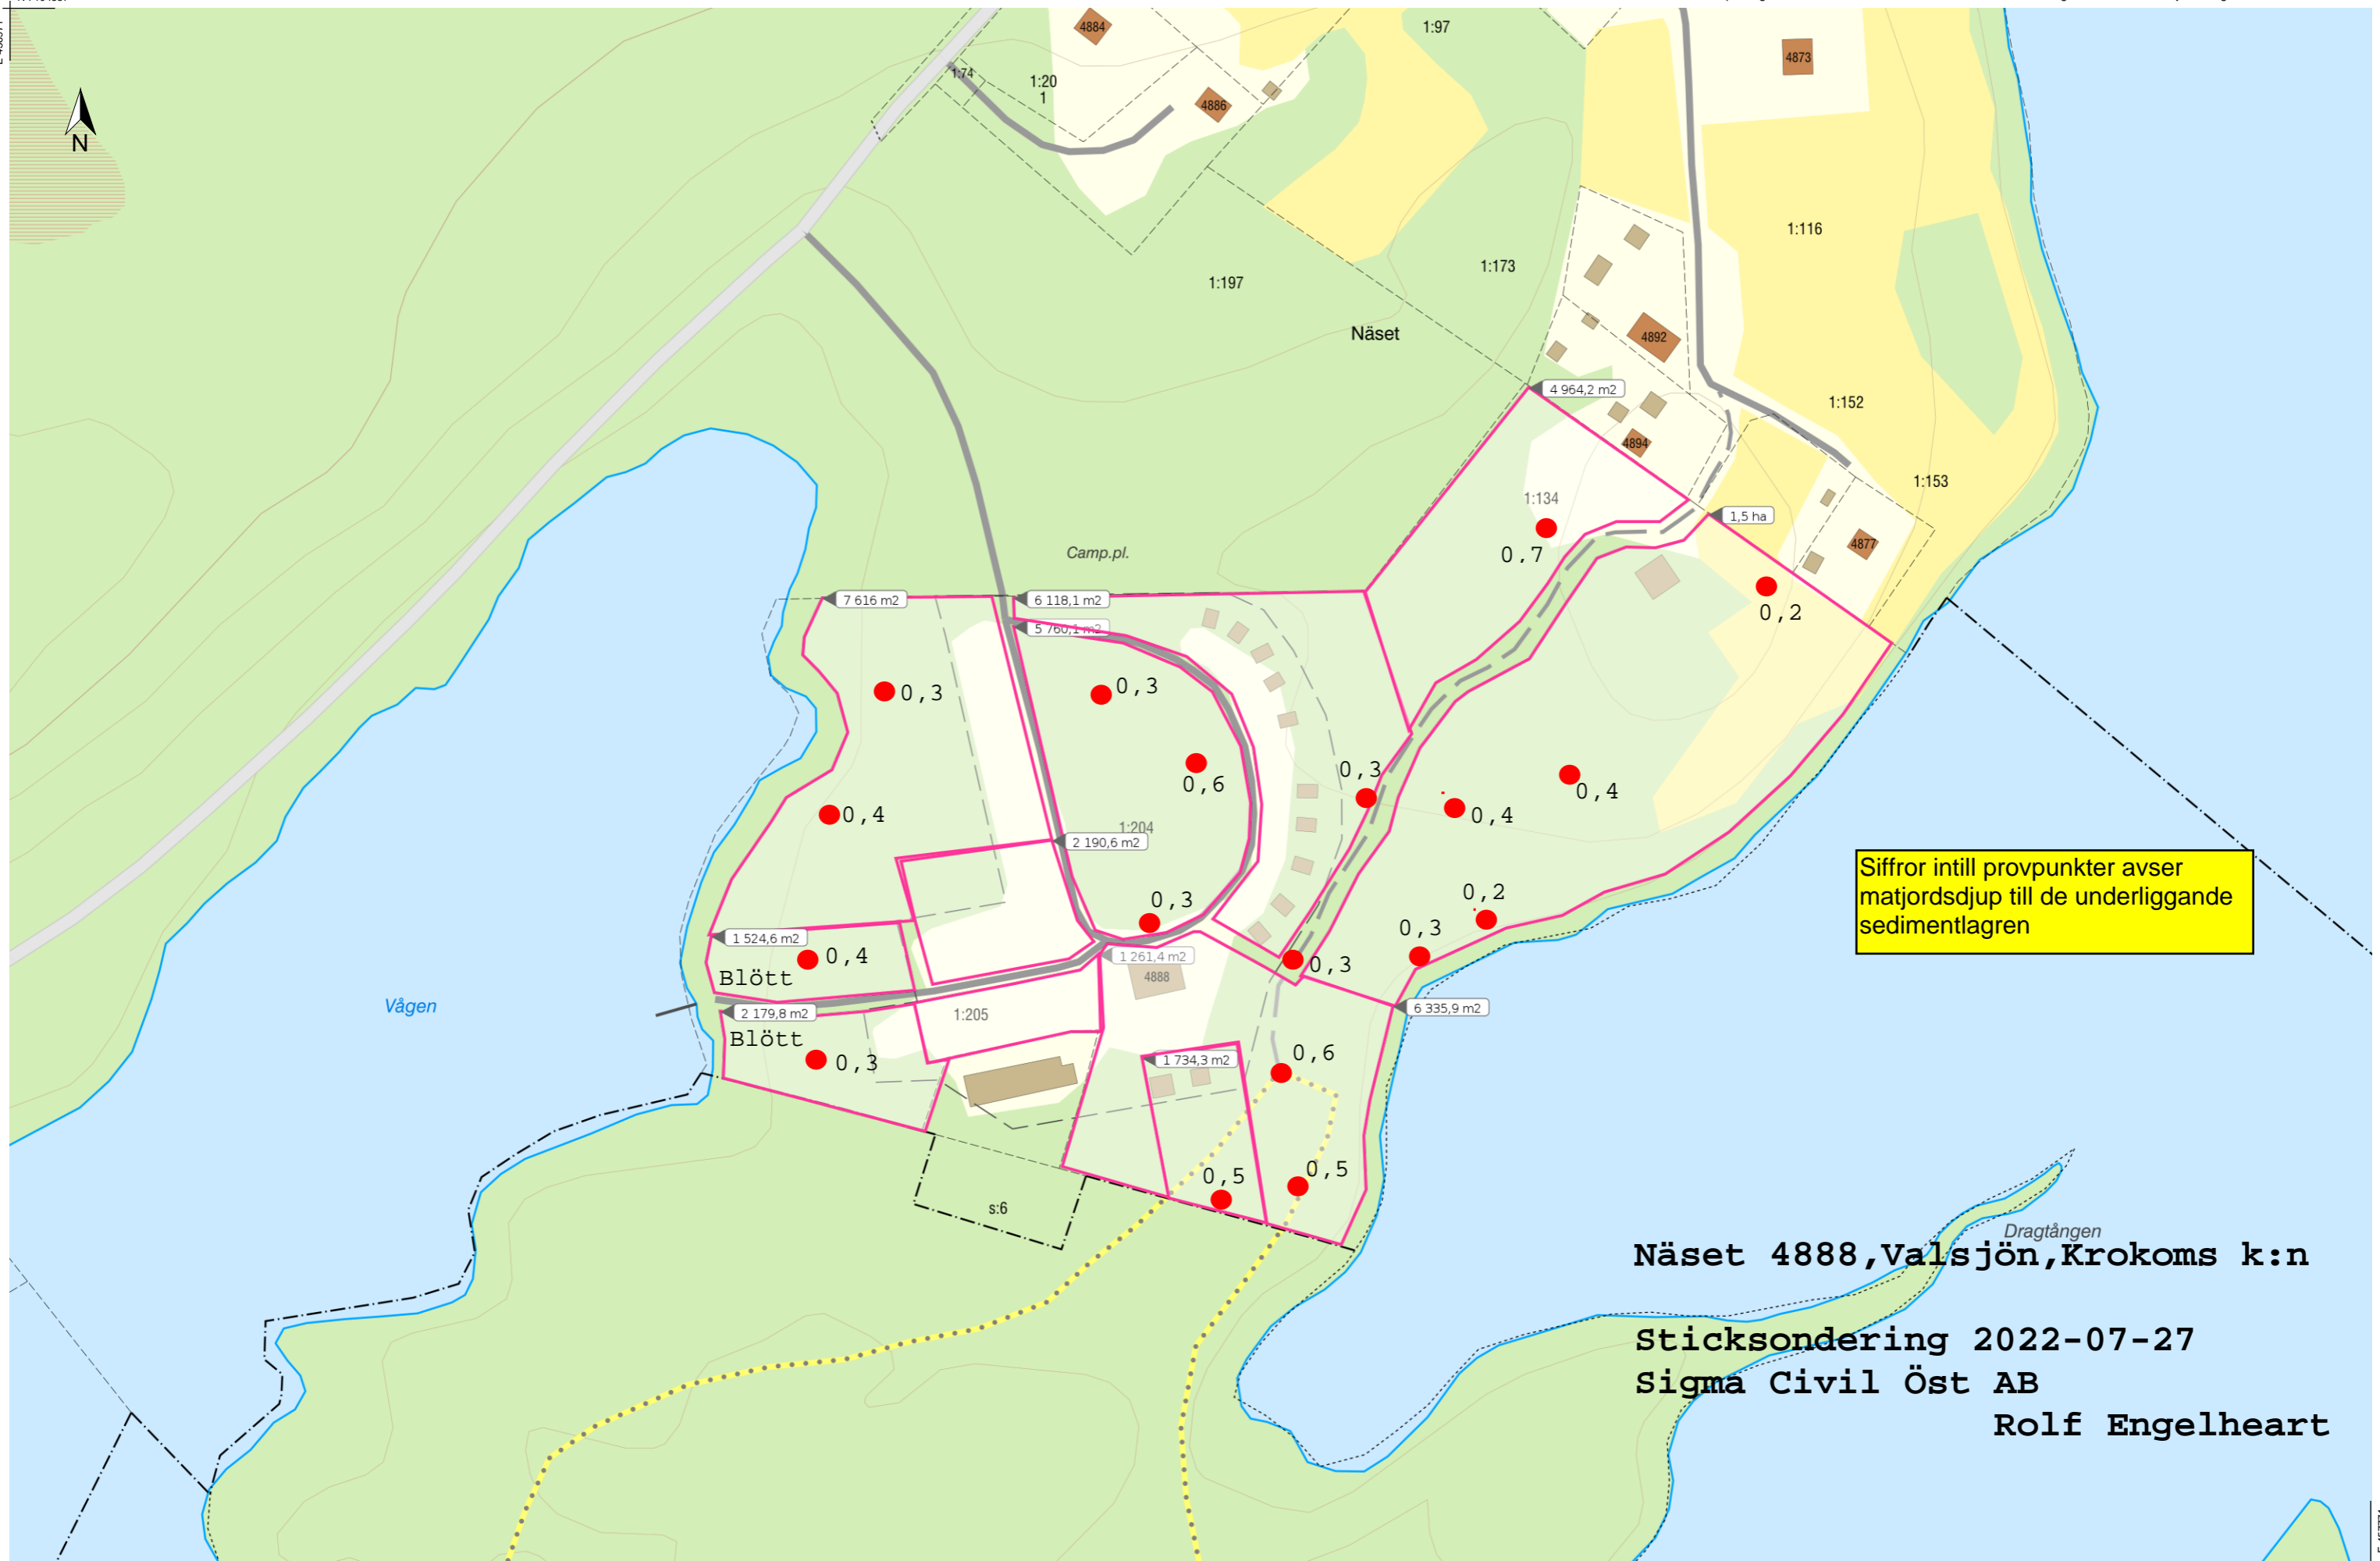 4884
1:97
4873
1:74
1:20
1
4886
N
1:116
1:173
1:197
Näset
4892
4 964,2 m2
1:152
4894
1:153
1:134
1,5 ha
0,7
4877
Camp.pl.
0,2
7 616 m2
6 118,1 m2
5 760,1 m2
0,3
0,3
0,6
0,3
0,4
0,4
0,4
1:204
2 190,6 m2
Siffror intill provpunkter avser
matjordsdjup till de underliggande
sedimentlagren
0,2
0,3
0,3
1 524,6 m2
0,4
1 261,4 m2
0,3
Blött
4888
Vågen
2 179,8 m2
1:205
6 335,9 m2
Blött
0,3
1 734,3 m2
0,6
0,5
0,5
s:6
Dragtången
Näset 4888,Valsjön,Krokoms k:n
Sticksondering 2022-07-27
Sigma Civil Öst AB
Rolf Engelheart